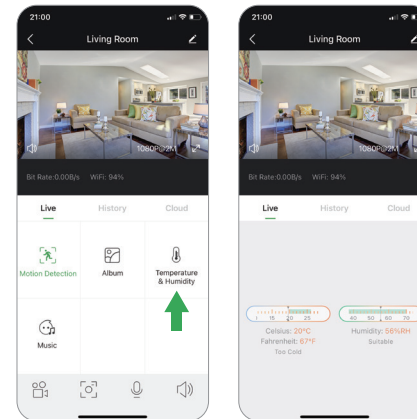 21:00
Living Room
1080P@2M
Bit Rate:0.00B/s WiFi: 94%
Live History Cloud
Motion Detection
Album
Temperature
& Humidity
Music
21:00
Living Room
1080P@2M
Bit Rate:0.00B/s WiFi: 94%
Live History Cloud
15 20 25
40 50 60 70
Celsius: 20°C
Fahrenheit: 67°F
Too Cold
Humidity: 56%RH
Suitable